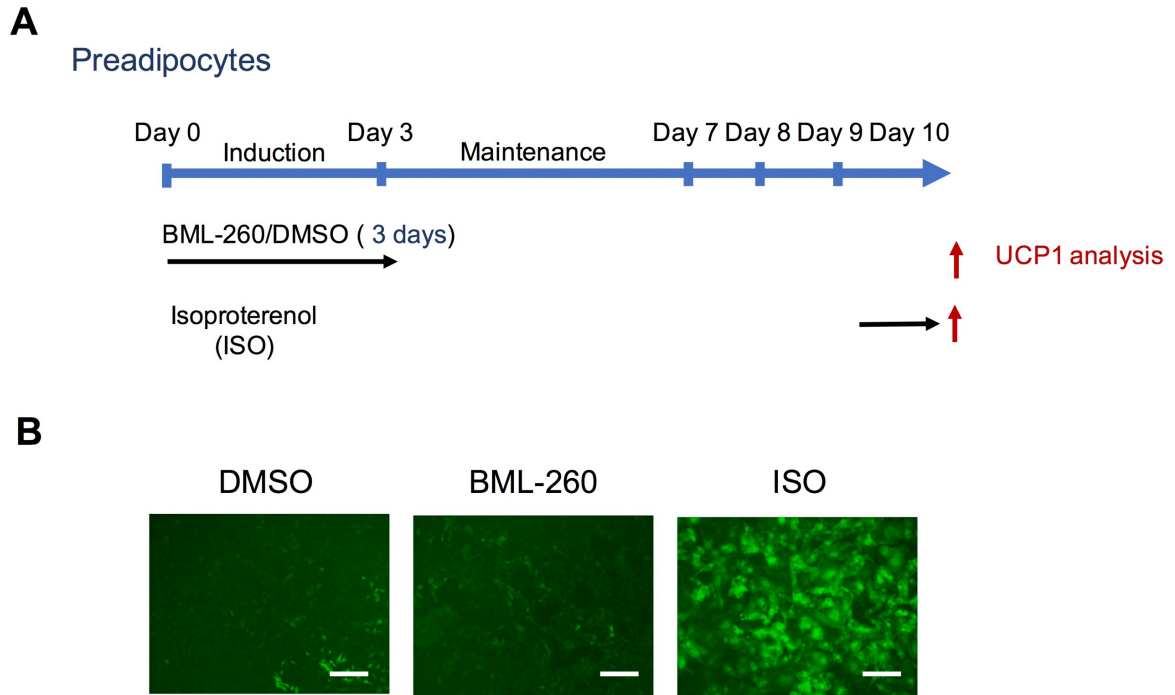 A
Preadipocytes
Day 0 Day 3 Day 7 Day 8 Day 9 Day 10
Induction Maintenance
BML-260/DMSO ( 3 days)
UCP1 analysis
Isoproterenol
(ISO)
B
DMSO BML-260 ISO